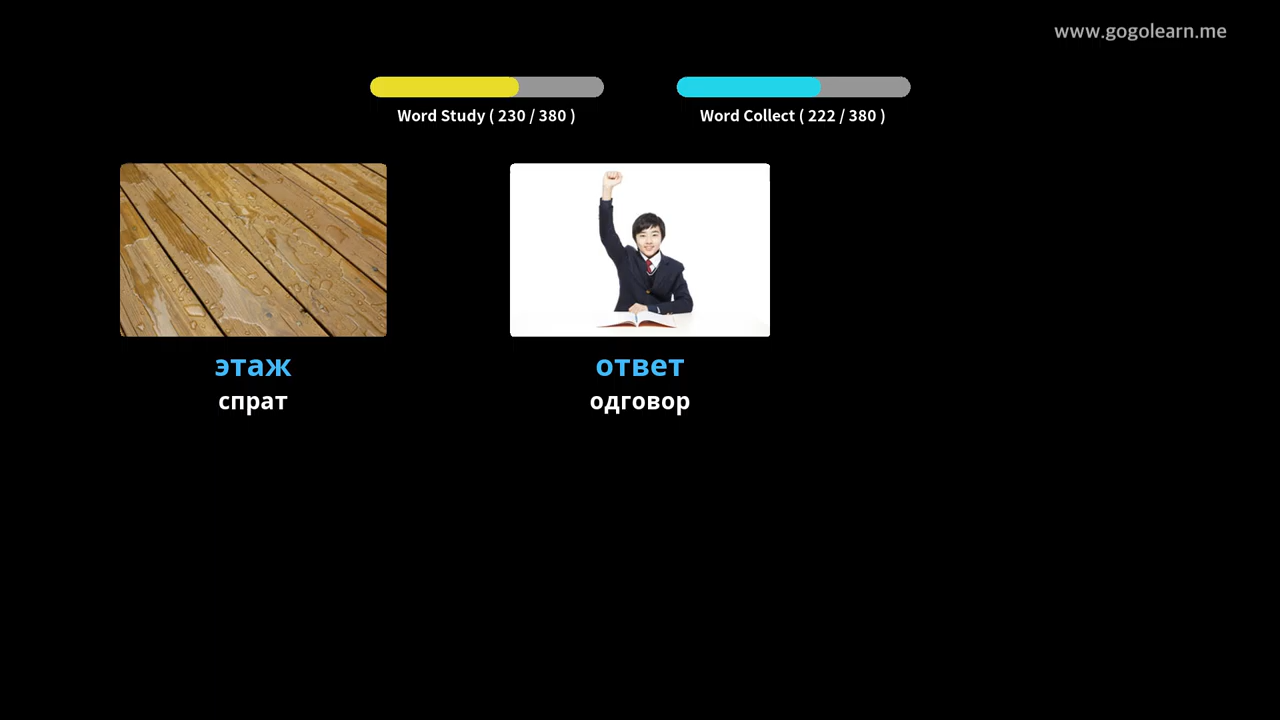 www.gogolearn.me
Word Study ( 230 / 380 )
Word Collect ( 222 / 380 )
этаж
спрат
ответ
одговор